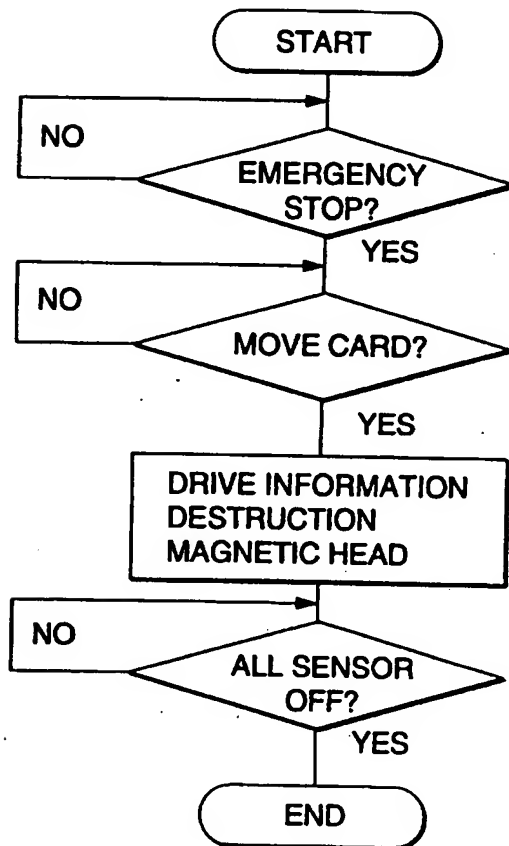 START
NO
EMERGENCY
STOP?
YES
NO
MOVE CARD?
YES
DRIVE INFORMATION
DESTRUCTION
MAGNETIC HEAD
NO
ALL SENSOR
OFF?
YES
END